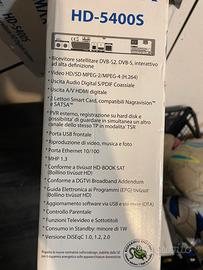 HD-5400S
• Ricevitore satellitare DVB-S2, DVB-S, interattivo
ad alta definizione
• Video HD/SD MPEG-2/MPEG-4 (H.264)
• Uscita Audio Digitale S/PDIF Coassiale
• Uscita A/V HDMI digitale
• 2 Lettori Smart Card, compatibili Nagravision™
e SATSA™
• PVR esterno, registrazione su hard disk e
possibilita' di guardare in simultanea un altro
canale dello stesso TP in modalita' TSR
• Porta USB frontale
• Riproduzione di video, musica e foto
• Porta Ethernet 10/100
• MHP 1.3
• Conforme a tivùsat HD-BOOK SAT
(Bollino tivùsat HD)
• Conforme a DGTVi Broadband Addendum
• Guida Elettronica ai Programmi (EPG) tivùsat
(Bollino tivùsat HD)
• Aggiornamento software via USB e via (OTA)
• Controllo Parentale
• Funzioni Televideo e Sottotitoli
• Consumo in Standby: minore di 1W
• Versione DiSEqC 1.0, 1.2, 2.0